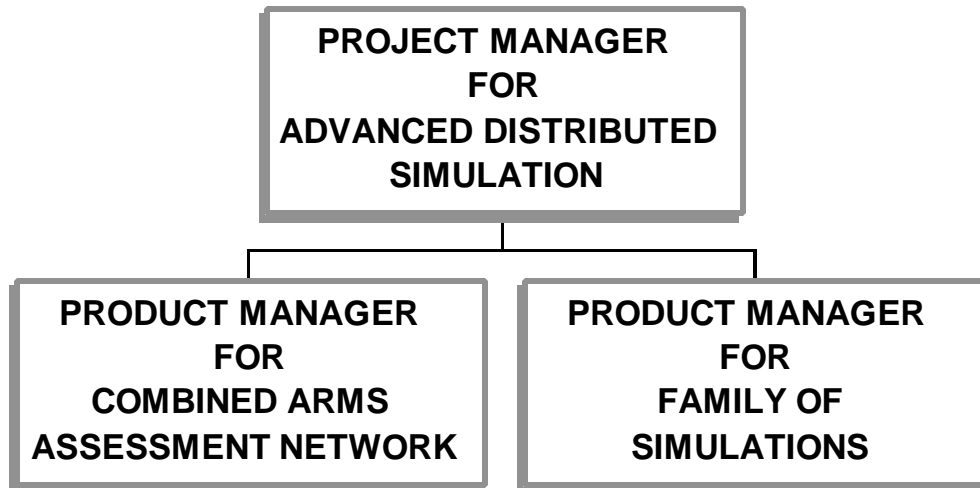 PROJECT MANAGER
FOR
ADVANCED DISTRIBUTED
SIMULATION
PRODUCT MANAGER
FOR
COMBINED ARMS
ASSESSMENT NETWORK
PRODUCT MANAGER
FOR
FAMILY OF
SIMULATIONS